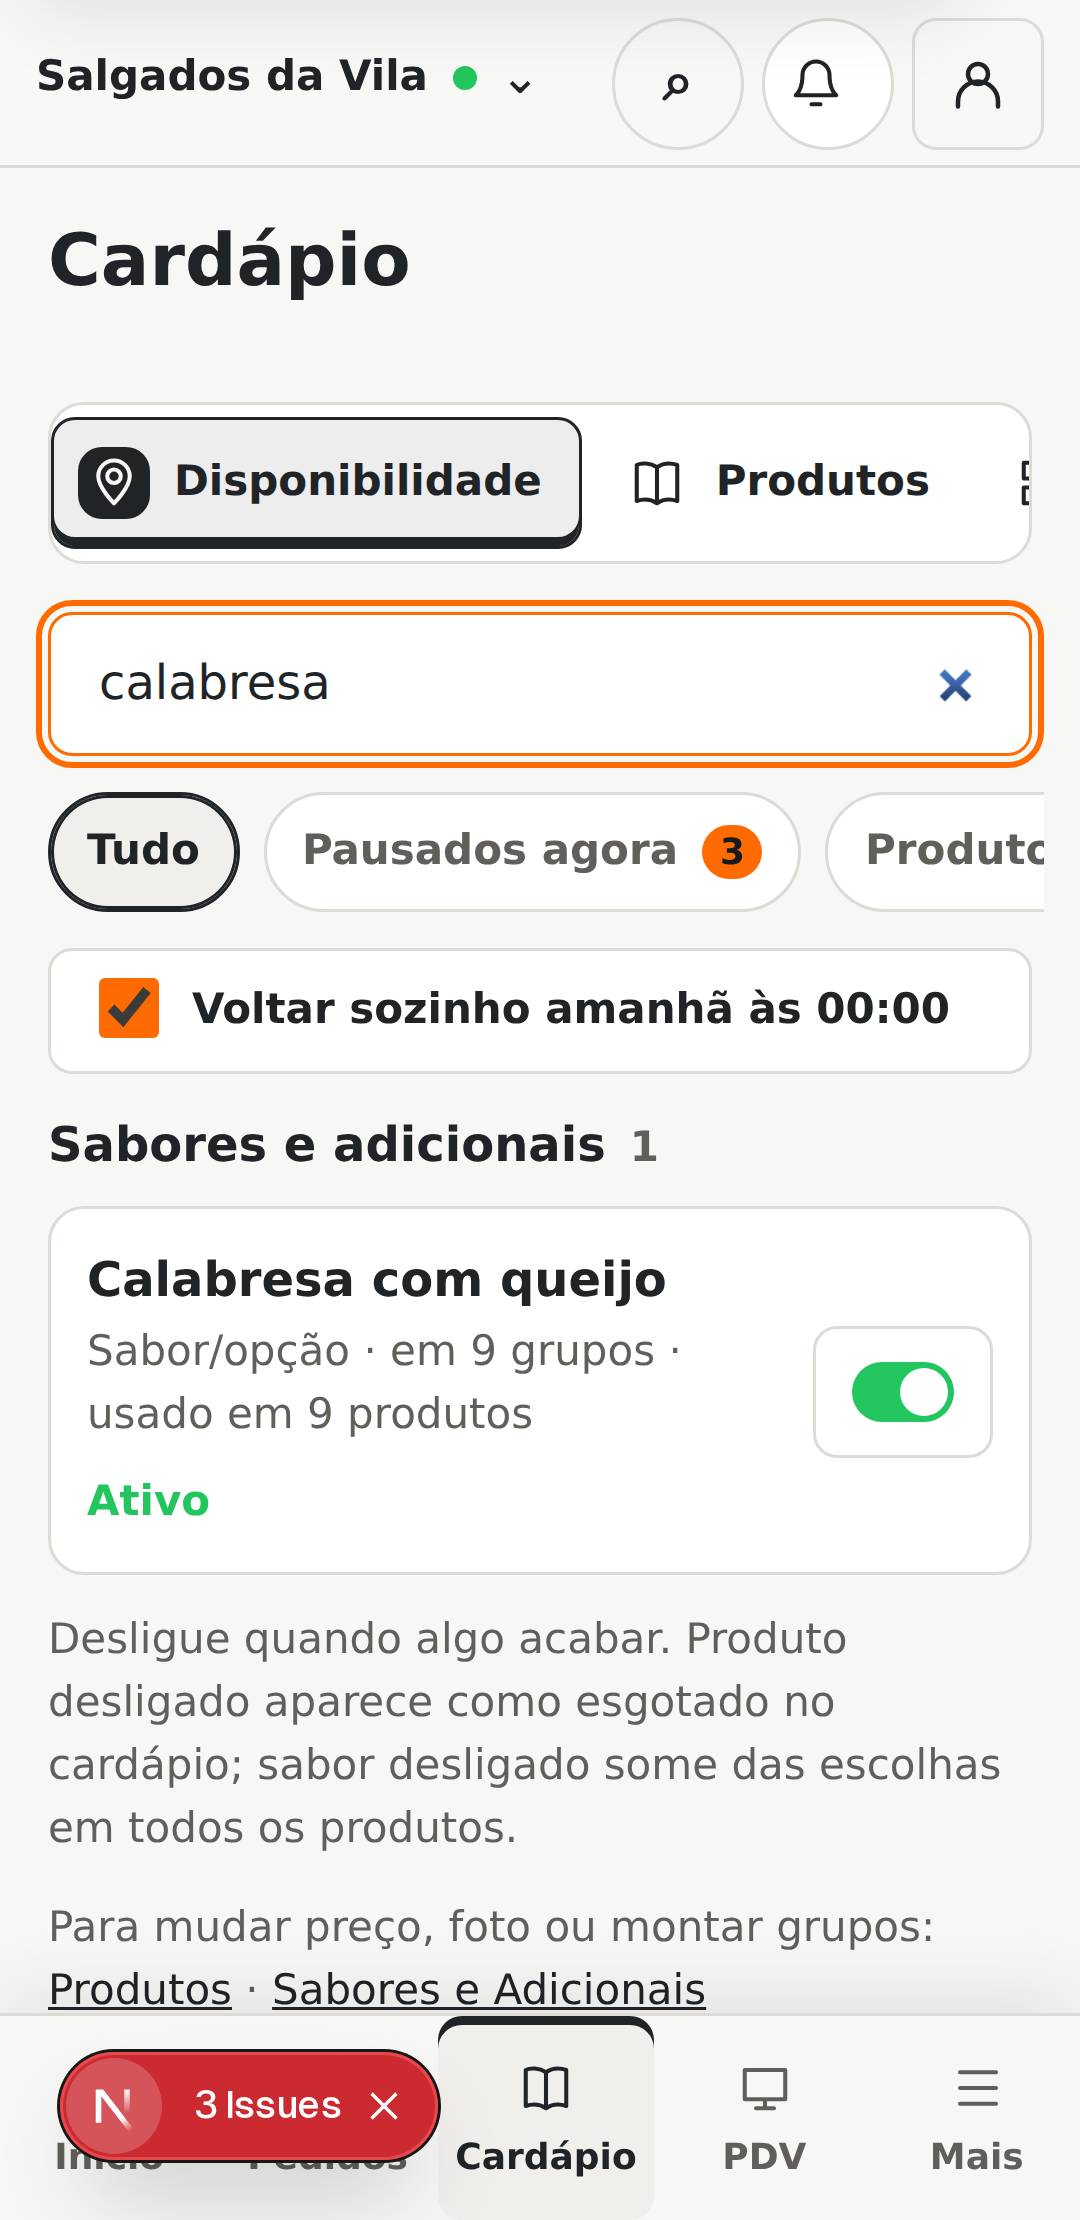 Salgados da Vila
Cardápio
Disponibilidade
Produtos
calabresa
Tudo
Pausados agora 3
Voltar sozinho amanhã às 00:00
Sabores e adicionais 1
Calabresa com queijo
Sabor/opção · em 9 grupos ·
usado em 9 produtos
Ativo
Desligue quando algo acabar. Produto
desligado aparece como esgotado no
cardápio; sabor desligado some das escolhas
em todos os produtos.
Para mudar preço, foto ou montar grupos:
Produtos · Sabores e Adicionais
N 3 Issues
Cardápio
PDV
Mais